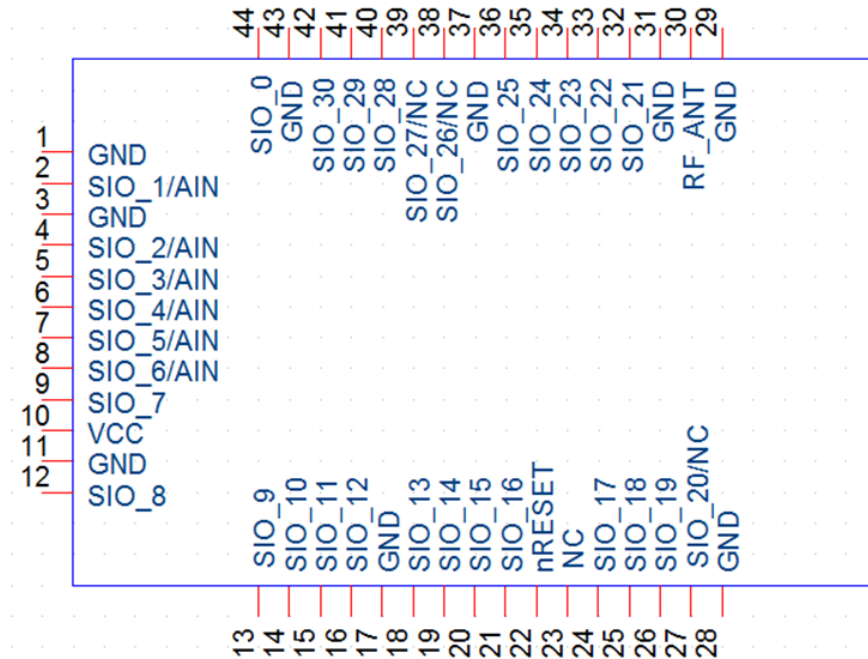 44 43 42 41 40 39 38 37 36 35 34 33 32 31 30 29
SIO_0
GND
SIO_30
SIO_29
SIO_28
SIO_27/NC
SIO_26/NC
GND
SIO_25
SIO_24
SIO_23
SIO_22
SIO_21
GND
RF_ANT
GND
1 GND
2 SIO_1/AIN
3 GND
4 SIO_2/AIN
5 SIO_3/AIN
6 SIO_4/AIN
7 SIO_5/AIN
8 SIO_6/AIN
9 SIO_7
10 VCC
11 GND
12 SIO_8
SIO_9
SIO_10
SIO_11
SIO_12
GND
SIO_13
SIO_14
SIO_15
SIO_16
nRESET
NC
SIO_17
SIO_18
SIO_19
SIO_20/NC
GND
13 14 15 16 17 18 19 20 21 22 23 24 25 26 27 28